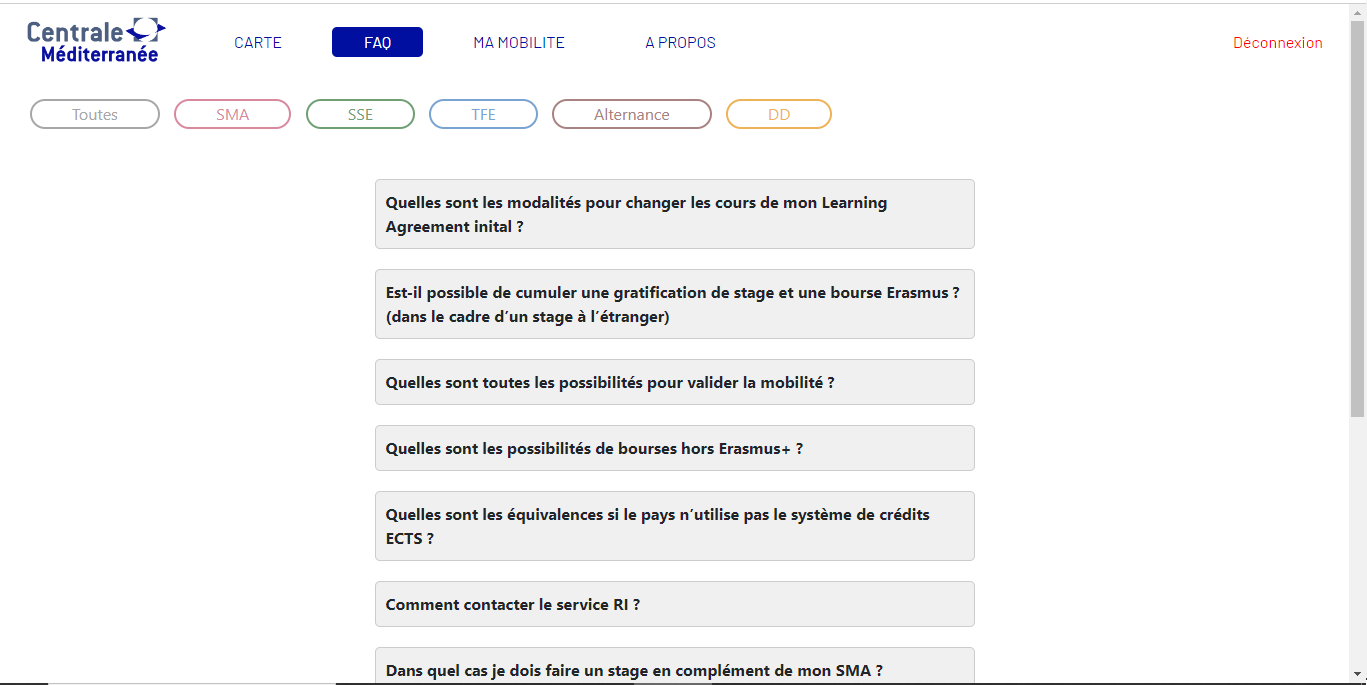 Centrale
Méditerranée
CARTE
FAQ
MA MOBILITE
A PROPOS
Déconnexion
Toutes
SMA
SSE
TFE
Alternance
DD
Quelles sont les modalités pour changer les cours de mon Learning
Agreement inital ?
Est-il possible de cumuler une gratification de stage et une bourse Erasmus ?
(dans le cadre d’un stage à l’étranger)
Quelles sont toutes les possibilités pour valider la mobilité ?
Quelles sont les possibilités de bourses hors Erasmus+ ?
Quelles sont les équivalences si le pays n’utilise pas le système de crédits
ECTS ?
Comment contacter le service RI ?
Dans quel cas je dois faire un stage en complément de mon SMA ?